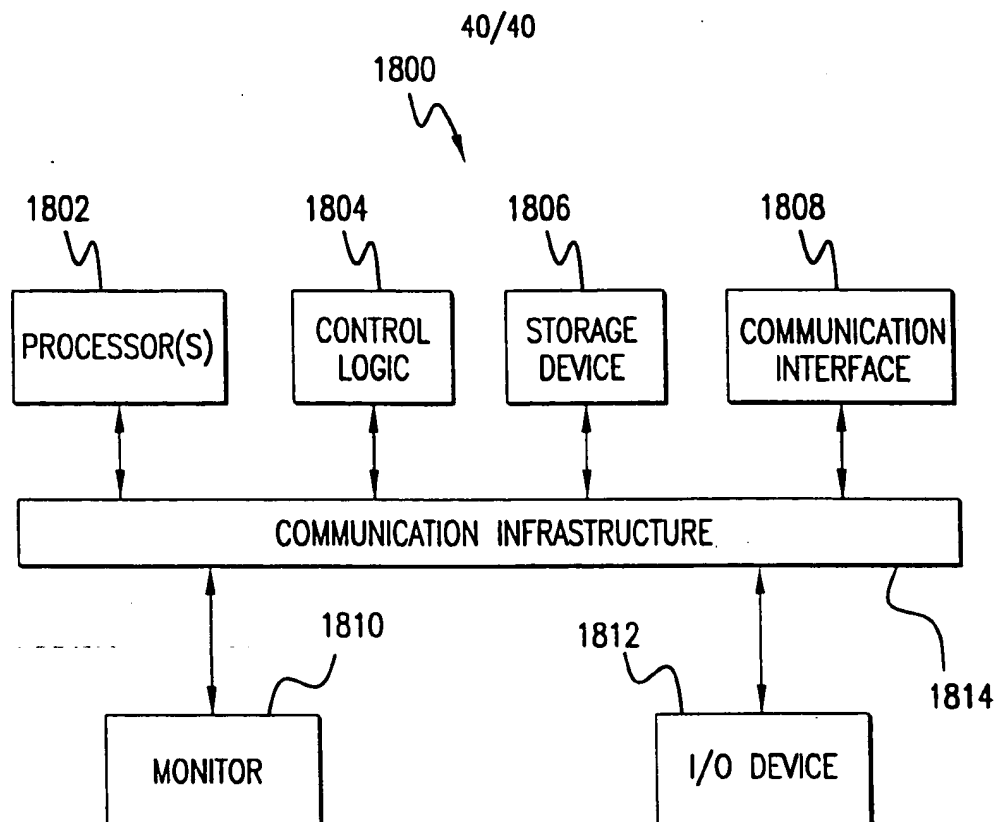 40/40
1800
1802
1804
1806
1808
PROCESSOR(S)
CONTROL
LOGIC
STORAGE
DEVICE
COMMUNICATION
INTERFACE
COMMUNICATION INFRASTRUCTURE
1810
1812
1814
MONITOR
I/O DEVICE